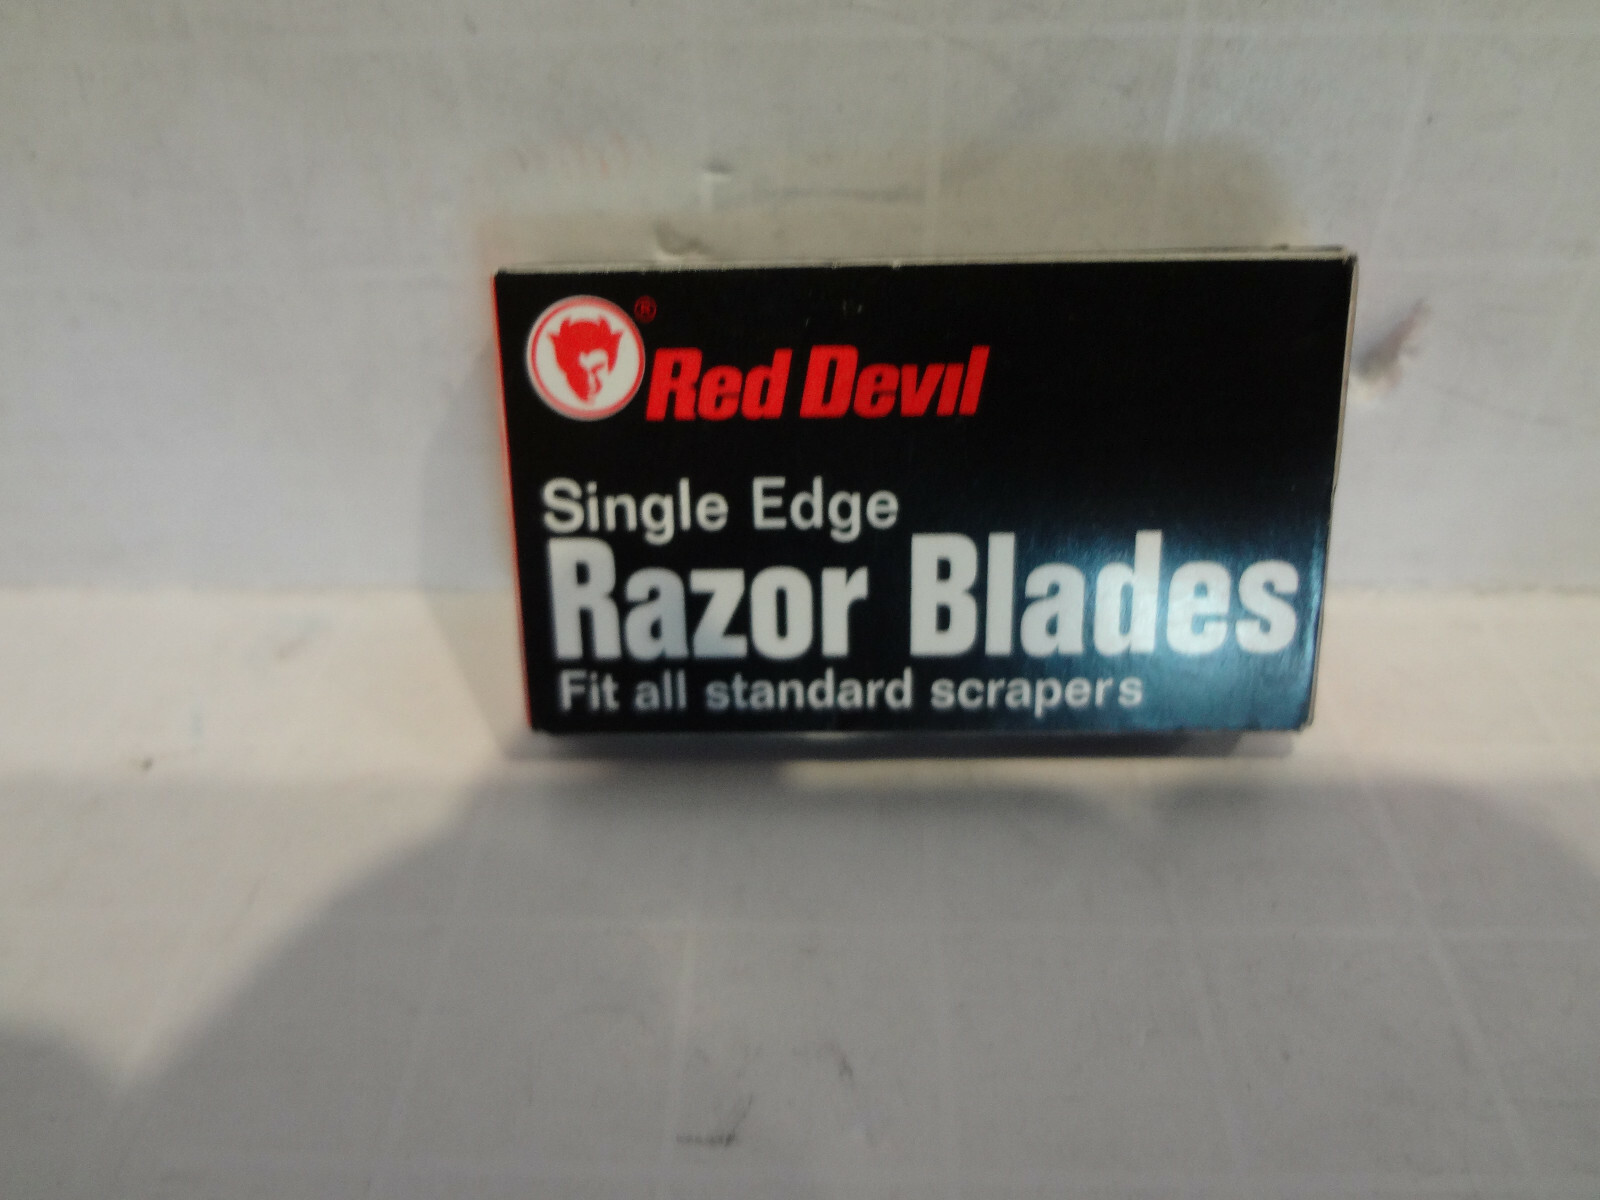 ® Red Devil
Single Edge
Razor Blades
Fit all standard scrapers